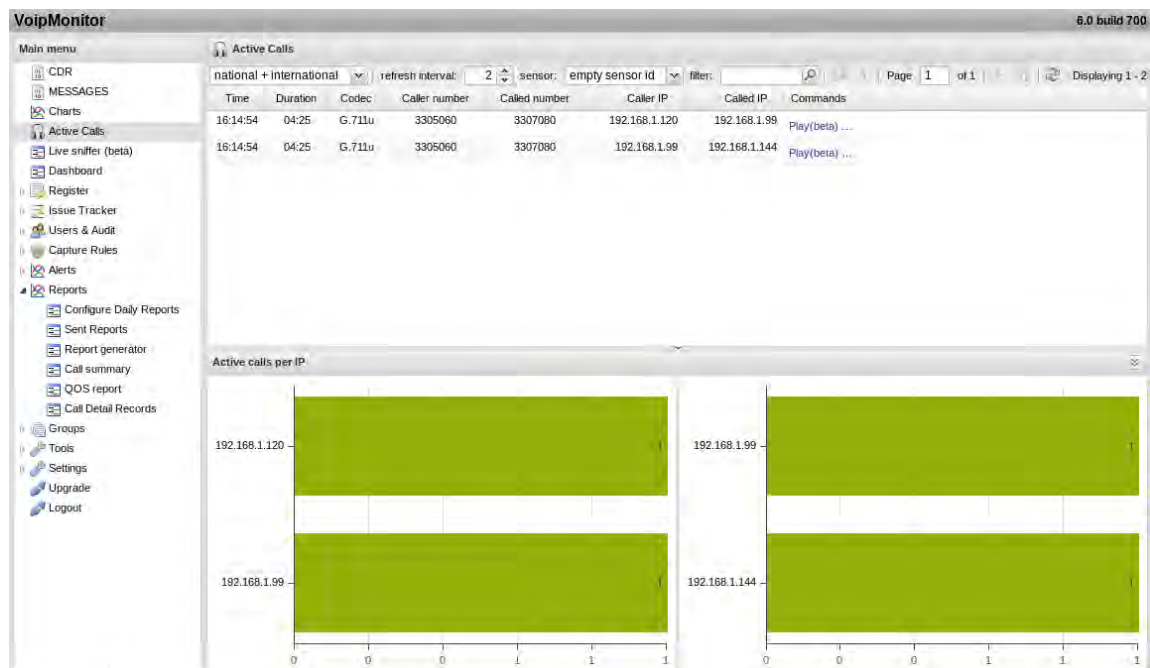 VoipMonitor 6.0 build 700
Main menu
CDR
MESSAGES
Charts
Active Calls
Live sniffer (beta)
Dashboard
Register
Issue Tracker
Users & Audit
Capture Rules
Alerts
Reports
Configure Daily Reports
Sent Reports
Report generator
Call summary
QOS report
Call Detail Records
Groups
Tools
Settings
Upgrade
Logout
Active Calls
national + international refresh interval: 2 sensor: empty sensor id filter: Page 1 of 1 Displaying 1 - 2
Time Duration Codec Caller number Called number Caller IP Called IP Commands
16:14:54 04:25 G.711u 3305060 3307080 192.168.1.120 192.168.1.99 Play(beta) ...
16:14:54 04:25 G.711u 3305060 3307080 192.168.1.99 192.168.1.144 Play(beta) ...
Active calls per IP
192.168.1.120 1
192.168.1.99 1
0 0 0 1 1 1
192.168.1.99 1
192.168.1.144 1
0 0 0 1 1 1